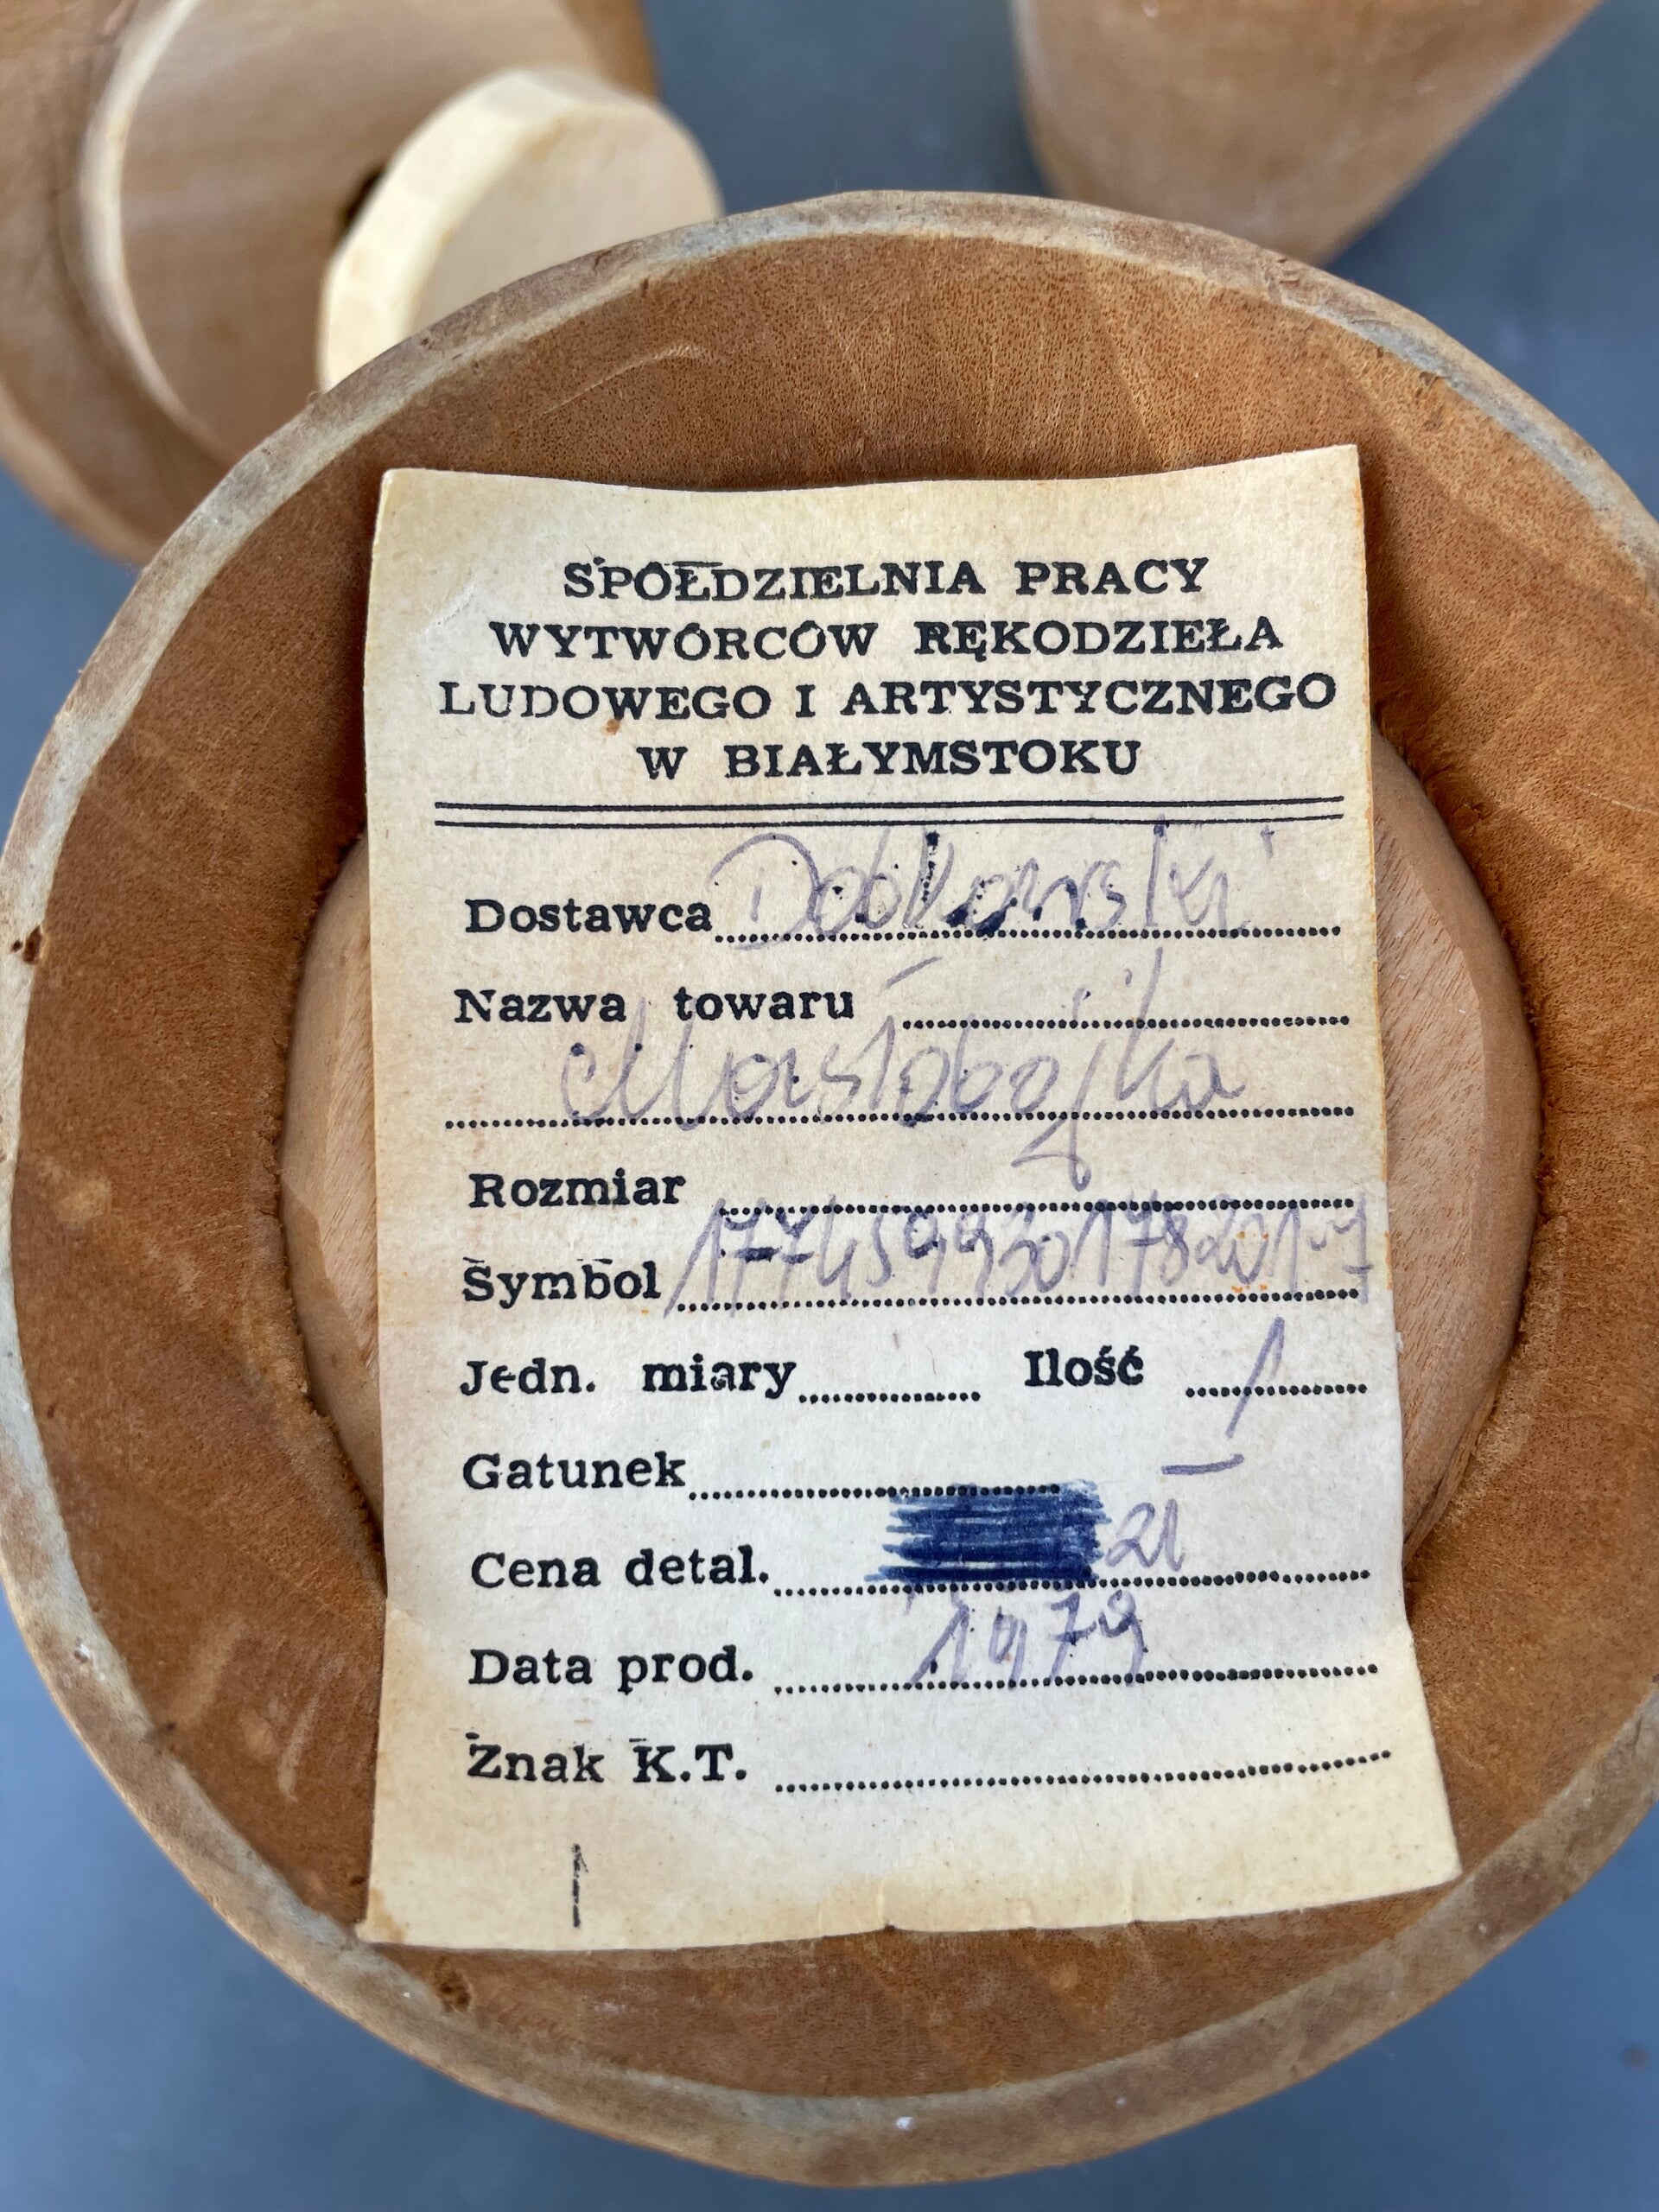 SPÓŁDZIELNIA PRACY
WYTWÓRCÓW RĘKODZIEŁA
LUDOWEGO I ARTYSTYCZNEGO
W BIAŁYMSTOKU
Dostawca
Nazwa towaru
Maślobojka
Rozmiar
Symbol
Jedn. miary Ilość 1
Gatunek
Cena detal. 21
Data prod. 1979
Znak K.T.